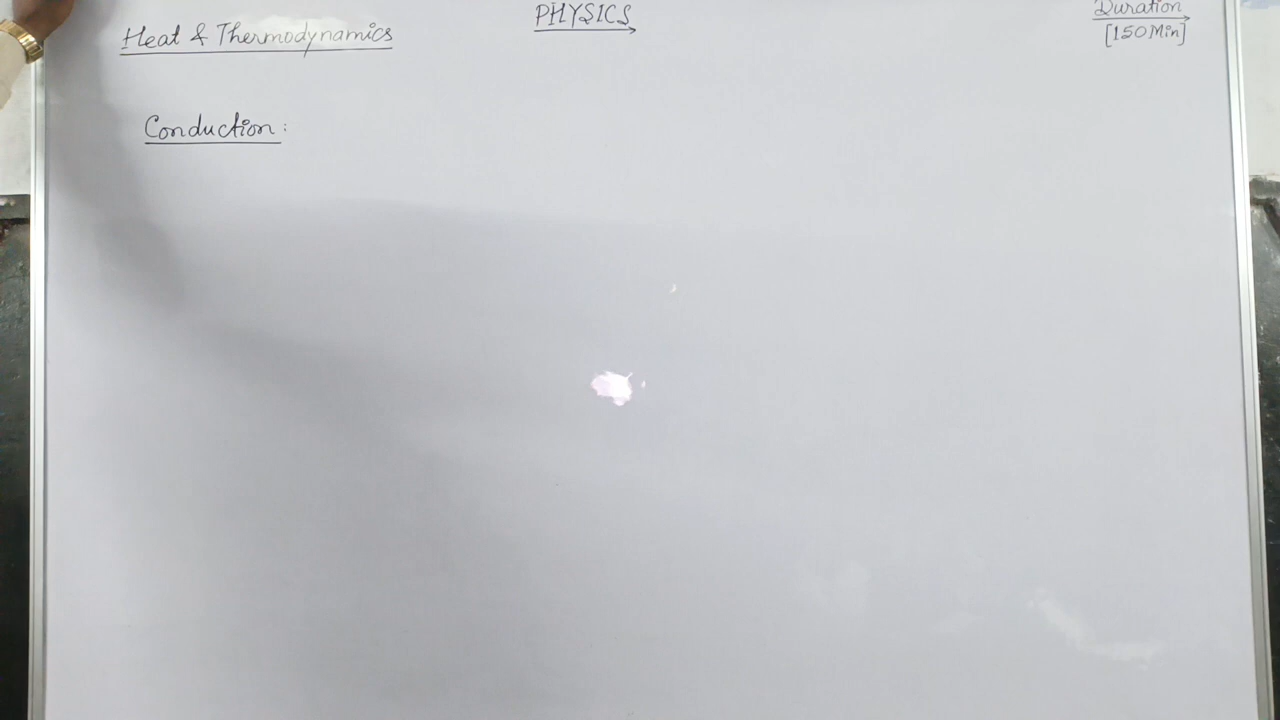 PHYSICS
Duration
[150 Min]
Heat & Thermodynamics
Conduction: